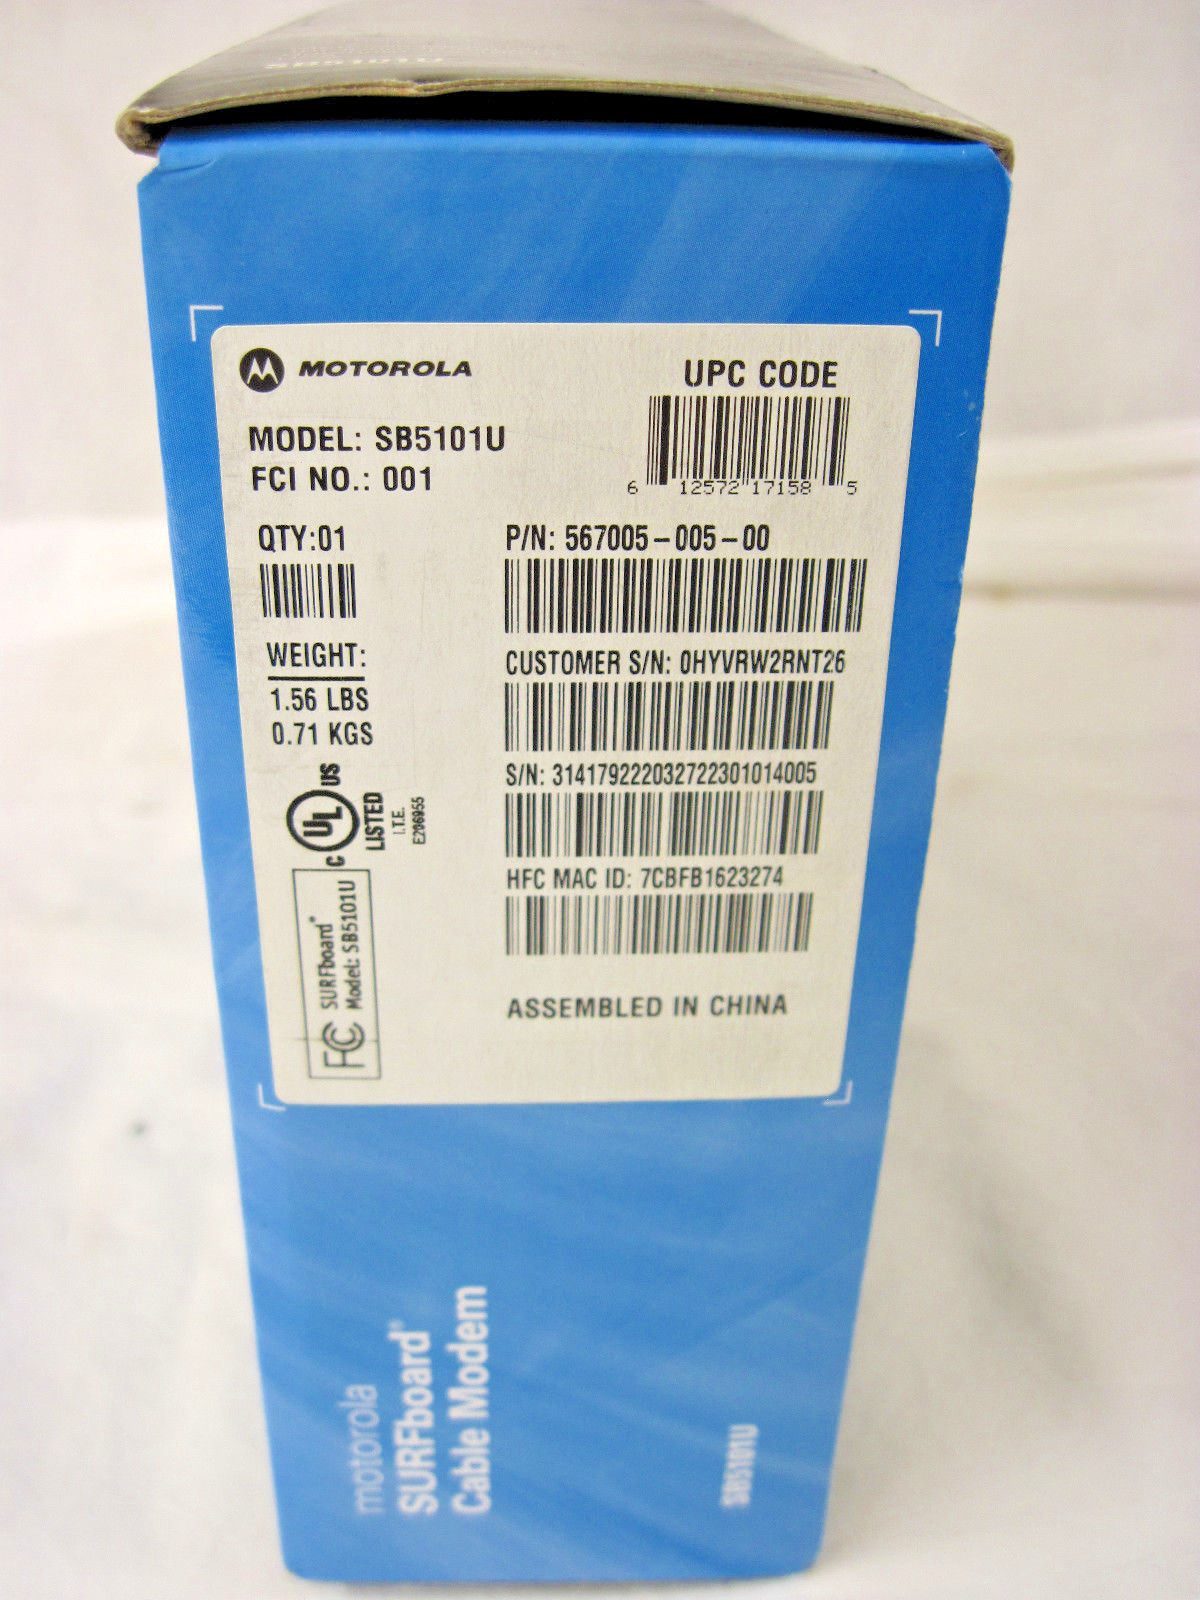 SB5101U
MOTOROLA
UPC CODE
MODEL: SB5101U
FCI NO.: 001
6 12572 17158 5
QTY:01
P/N: 567005-005-00
WEIGHT:
1.56 LBS
0.71 KGS
CUSTOMER S/N: 0HYVRW2RNT26
S/N: 314179222032722301014005
HFC MAC ID: 7CBFB1623274
C UL US
LISTED
I.T.E.
E206955
FC SURFboard®
Model: SB5101U
ASSEMBLED IN CHINA
motorola
SURFboard®
Cable Modem
SB5101U